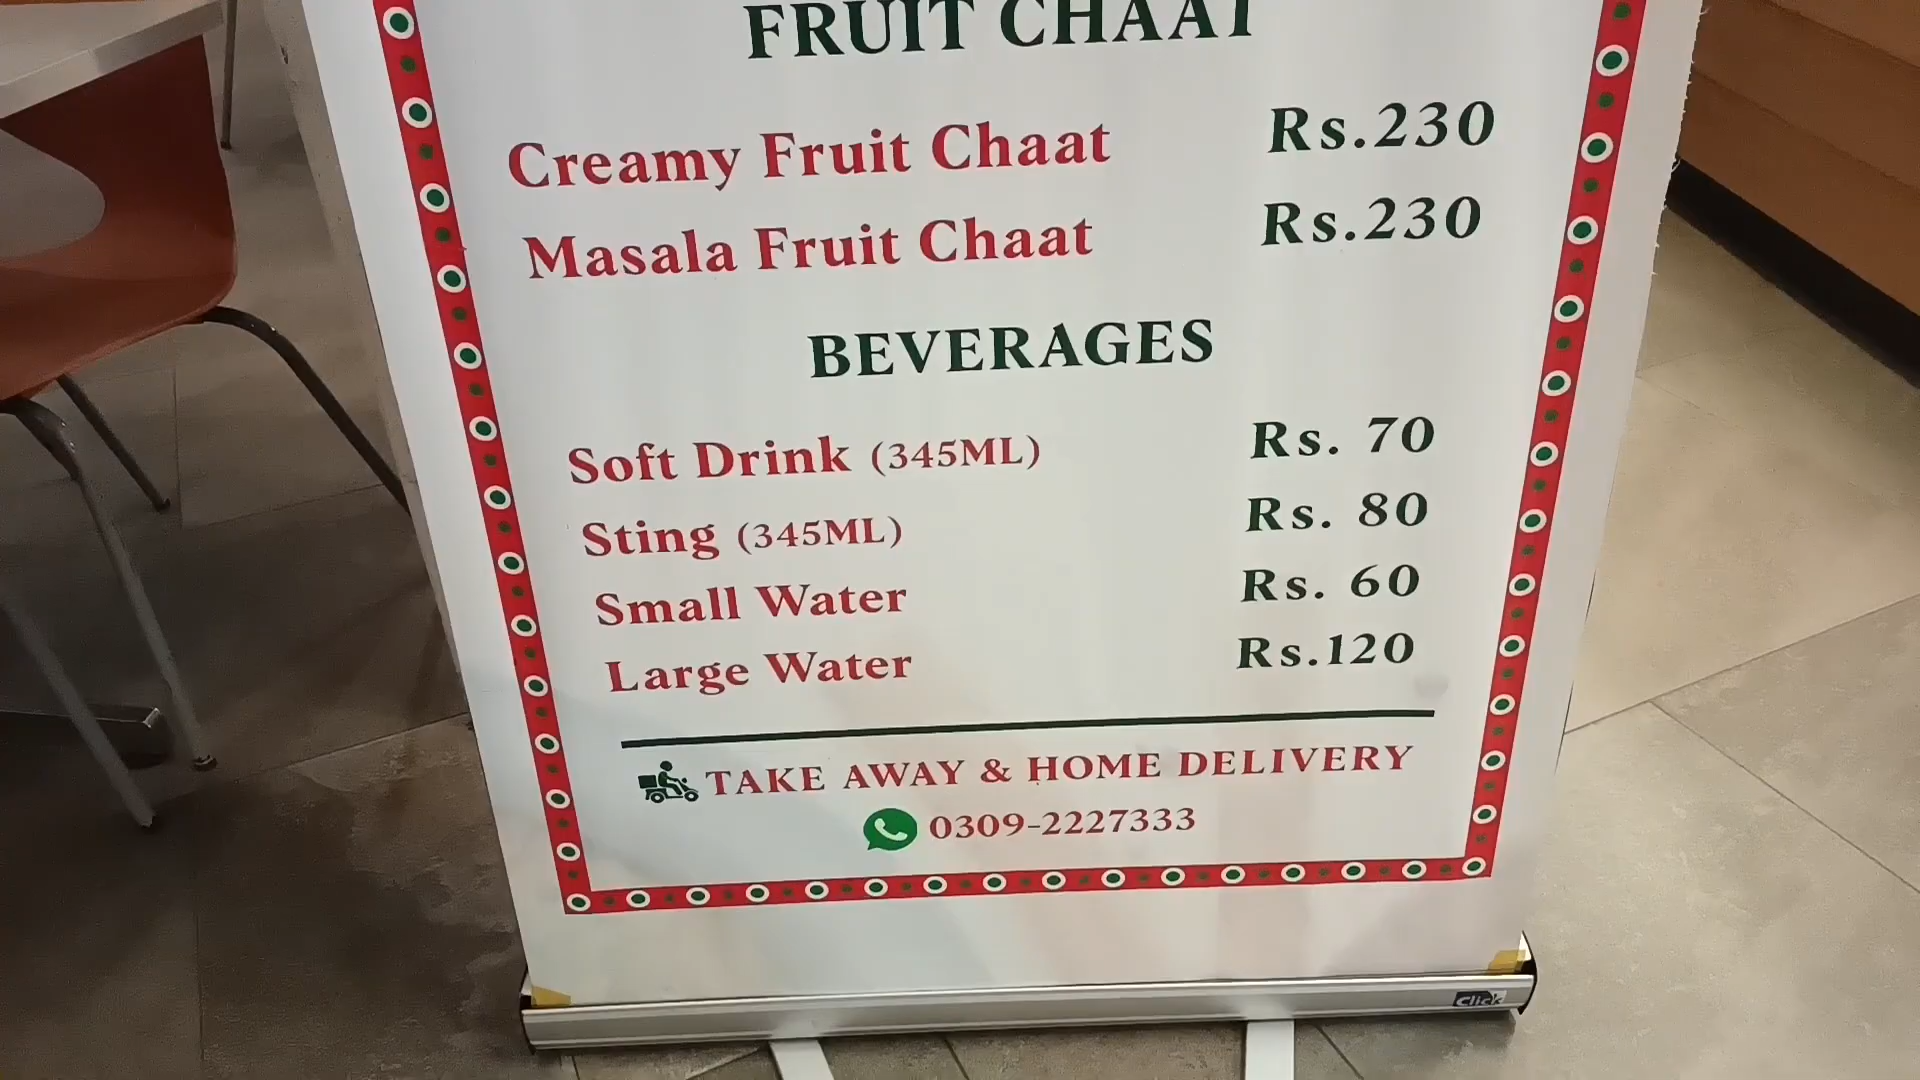 FRUIT CHAAT
Creamy Fruit Chaat Rs.230
Masala Fruit Chaat Rs.230
BEVERAGES
Soft Drink (345ML) Rs. 70
Sting (345ML) Rs. 80
Small Water Rs. 60
Large Water Rs.120
TAKE AWAY & HOME DELIVERY
0309-2227333
Click